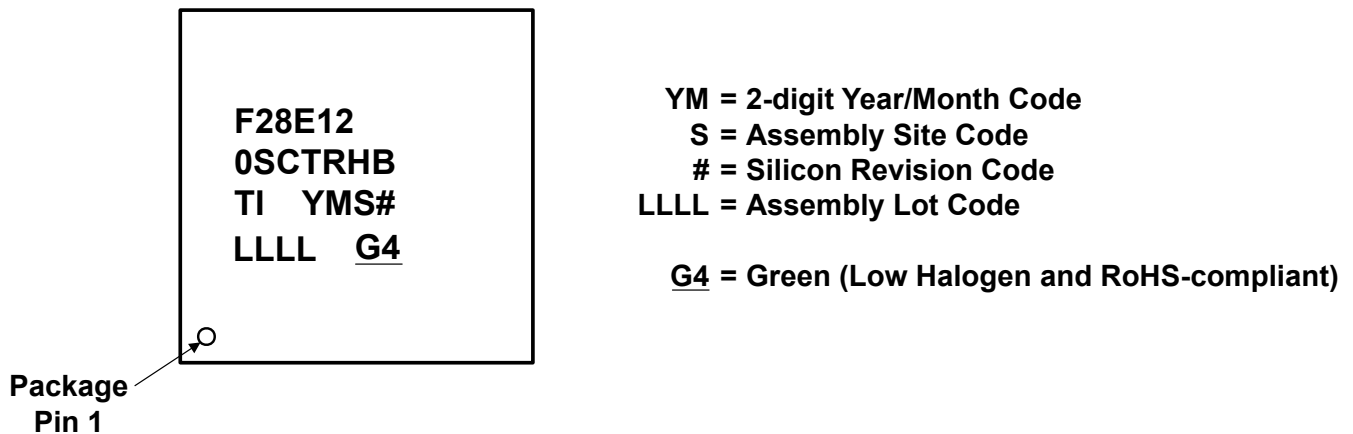 F28E12
0SCTRHB
TI YMS#
LLLL G4
Package
Pin 1
YM = 2-digit Year/Month Code
S = Assembly Site Code
# = Silicon Revision Code
LLLL = Assembly Lot Code
G4 = Green (Low Halogen and RoHS-compliant)